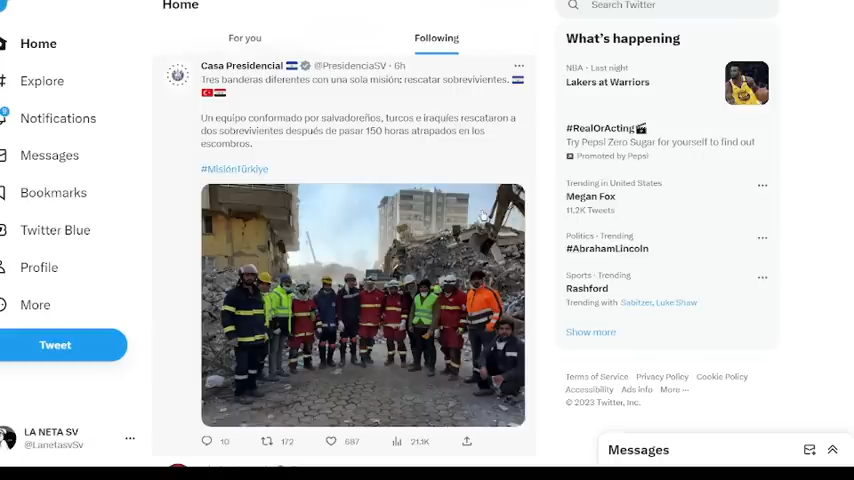 Home
Home
Explore
Notifications
Messages
Bookmarks
Twitter Blue
Profile
More
Tweet
LA NETA SV
@LanetasvSv
For you
Following
Casa Presidencial @PresidenciaSV · 6h
Tres banderas diferentes con una sola misión: rescatar sobrevivientes.
Un equipo conformado por salvadoreños, turcos e iraquíes rescataron a
dos sobrevivientes después de pasar 150 horas atrapados en los
escombros.
#MisiónTürkiye
10
172
687
21.1K
Search Twitter
What's happening
NBA · Last night
Lakers at Warriors
#RealOrActing
Try Pepsi Zero Sugar for yourself to find out
Promoted by Pepsi
Trending in United States
Megan Fox
11.2K Tweets
Politics · Trending
#AbrahamLincoln
Sports · Trending
Rashford
Trending with Sabitzer, Luke Shaw
Show more
Terms of Service Privacy Policy Cookie Policy
Accessibility Ads info More
© 2023 Twitter, Inc.
Messages